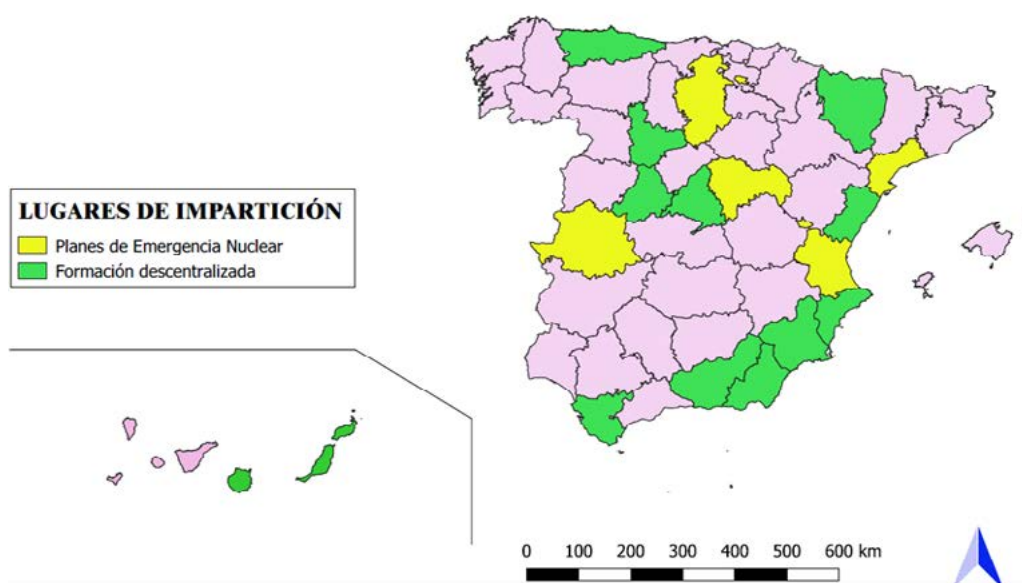 LUGARES DE IMPARTICIÓN
Planes de Emergencia Nuclear
Formación descentralizada
0 100 200 300 400 500 600 km